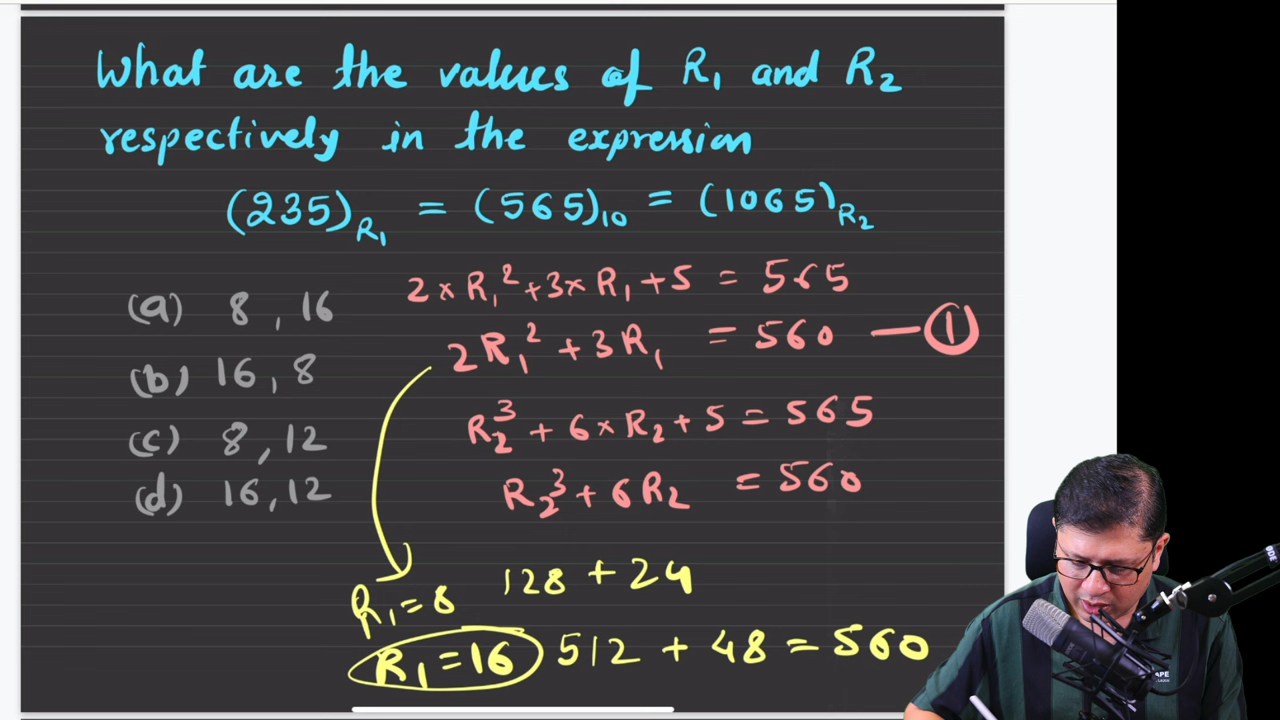 What are the values of R₁ and R₂
respectively in the expression
(235)R₁ = (565)₁₀ = (1065)R₂
(a) 8, 16
(b) 16, 8
(c) 8, 12
(d) 16, 12
2 × R₁² + 3 × R₁ + 5 = 565
2R₁² + 3R₁ = 560 — ①
R₂³ + 6 × R₂ + 5 = 565
R₂³ + 6R₂ = 560
R₁ = 8 128 + 24
R₁ = 16 512 + 48 = 560